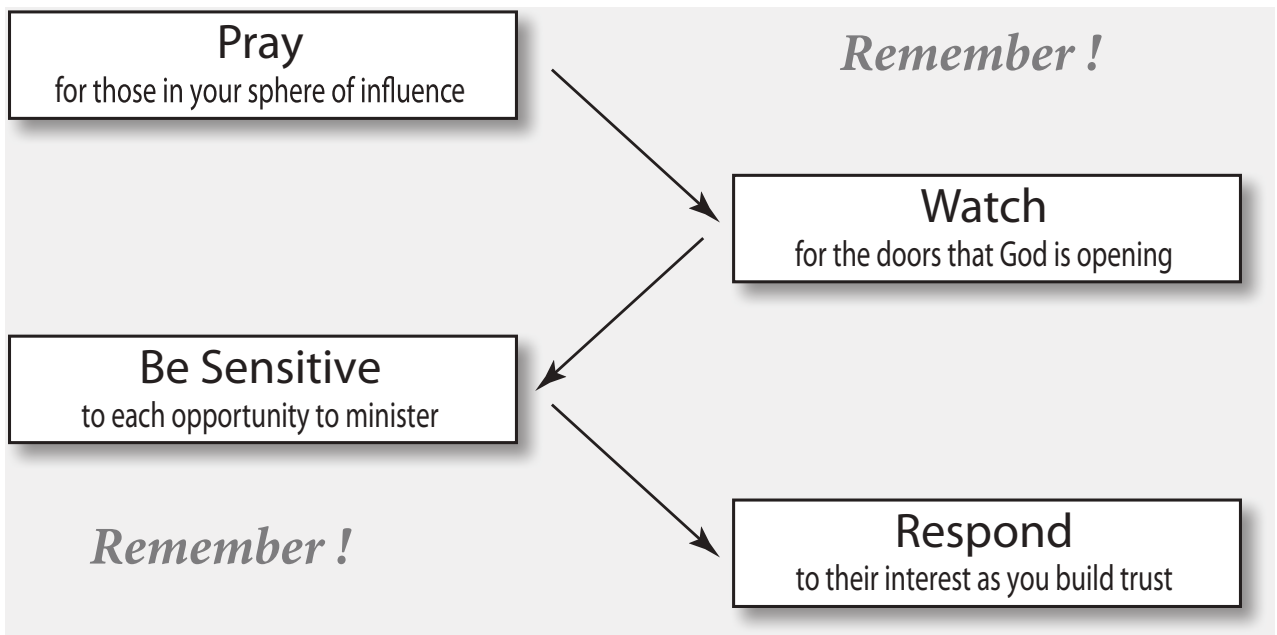 Pray
for those in your sphere of influence
Remember !
Watch
for the doors that God is opening
Be Sensitive
to each opportunity to minister
Remember !
Respond
to their interest as you build trust